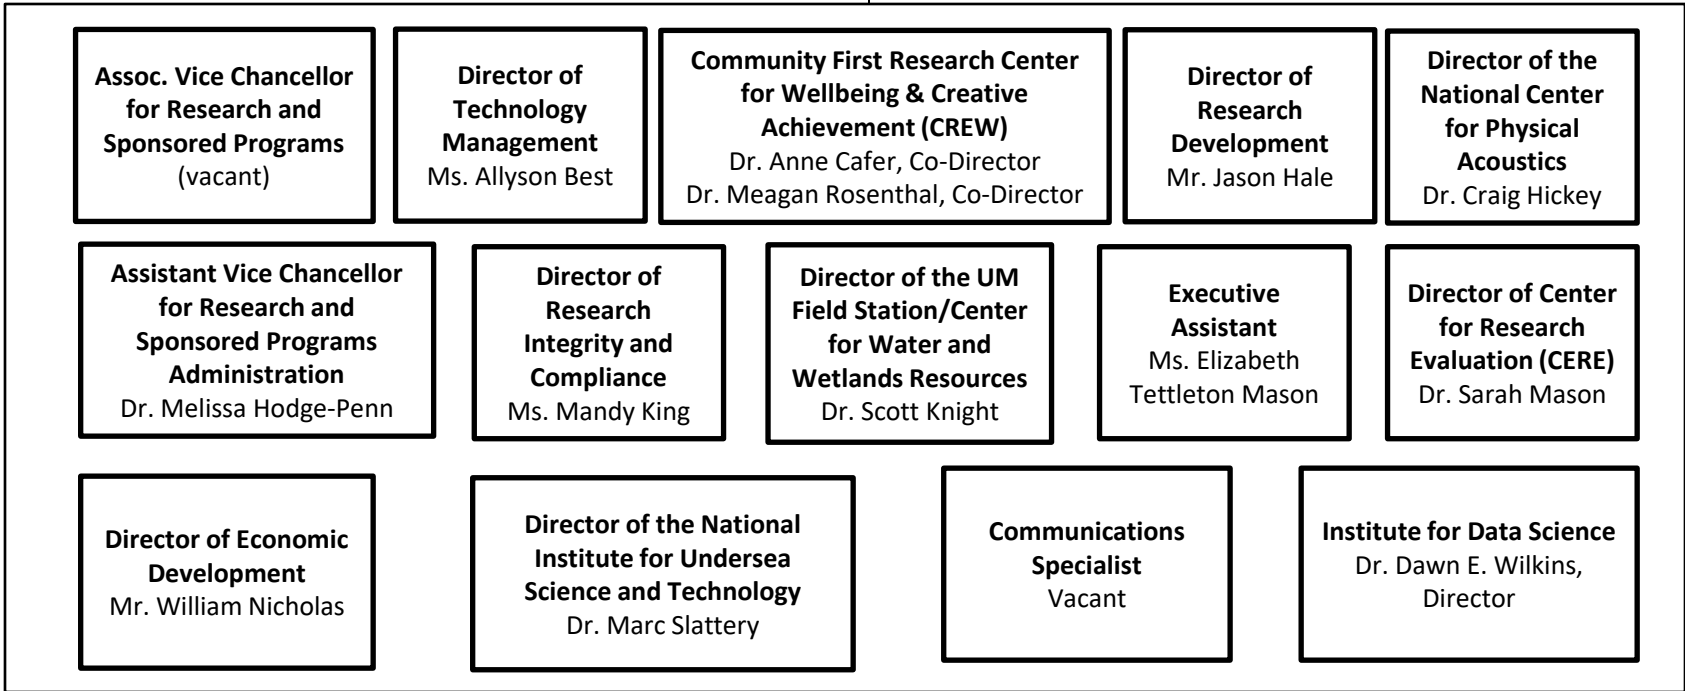 Assoc. Vice Chancellor
for Research and
Sponsored Programs
(vacant)
Director of
Technology
Management
Ms. Allyson Best
Community First Research Center
for Wellbeing & Creative
Achievement (CREW)
Dr. Anne Cafer, Co-Director
Dr. Meagan Rosenthal, Co-Director
Director of
Research
Development
Mr. Jason Hale
Director of the
National Center
for Physical
Acoustics
Dr. Craig Hickey
Assistant Vice Chancellor
for Research and
Sponsored Programs
Administration
Dr. Melissa Hodge-Penn
Director of
Research
Integrity and
Compliance
Ms. Mandy King
Director of the UM
Field Station/Center
for Water and
Wetlands Resources
Dr. Scott Knight
Executive
Assistant
Ms. Elizabeth
Tettleton Mason
Director of Center
for Research
Evaluation (CERE)
Dr. Sarah Mason
Director of Economic
Development
Mr. William Nicholas
Director of the National
Institute for Undersea
Science and Technology
Dr. Marc Slattery
Communications
Specialist
Vacant
Institute for Data Science
Dr. Dawn E. Wilkins,
Director